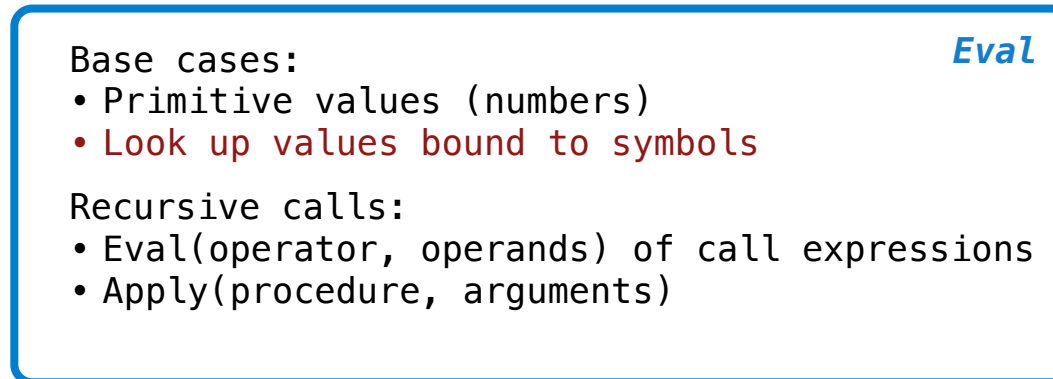 Eval
Base cases:
• Primitive values (numbers)
• Look up values bound to symbols
Recursive calls:
• Eval(operator, operands) of call expressions
• Apply(procedure, arguments)